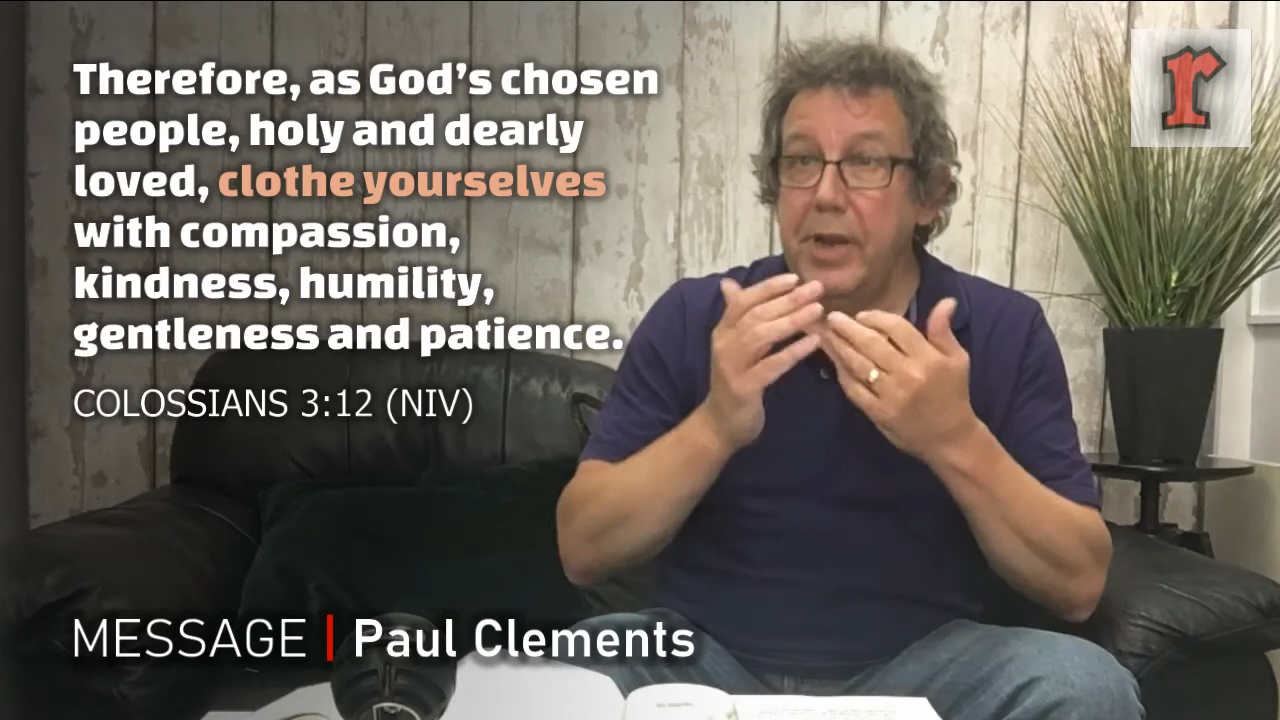 Therefore, as God's chosen
people, holy and dearly
loved, clothe yourselves
with compassion,
kindness, humility,
gentleness and patience.
COLOSSIANS 3:12 (NIV)
r
MESSAGE | Paul Clements